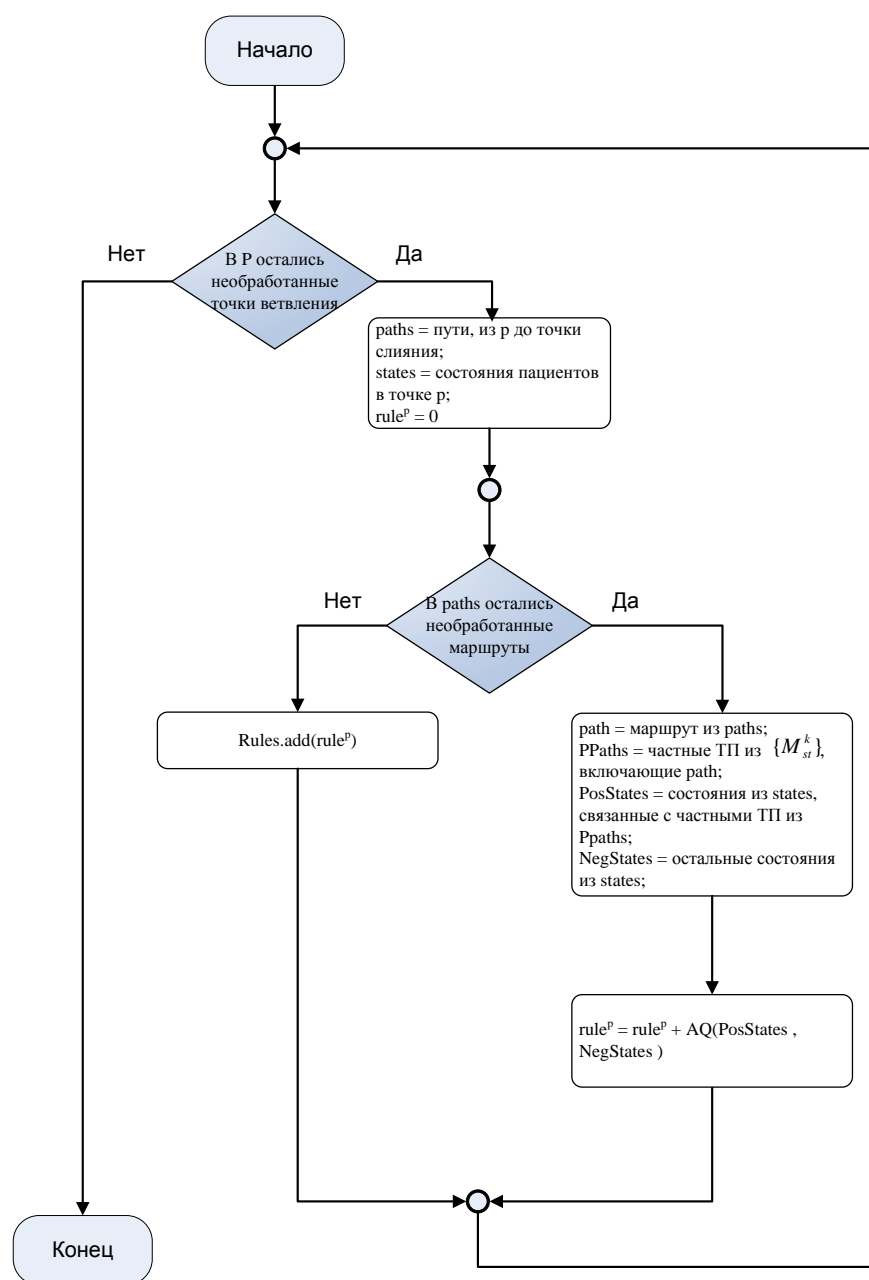 Начало
Нет
Да
В P остались
необработанные
точки ветвления
paths = пути, из p до точки
слияния;
states = состояния пациентов
в точке p;
rule^p = 0
Нет
Да
В paths остались
необработанные
маршруты
Rules.add(rule^p)
path = маршрут из paths;
PPaths = частные ТП из {M_st^k},
включающие path;
PosStates = состояния из states,
связанные с частными ТП из
Ppaths;
NegStates = остальные состояния
из states;
rule^p = rule^p + AQ(PosStates ,
NegStates )
Конец